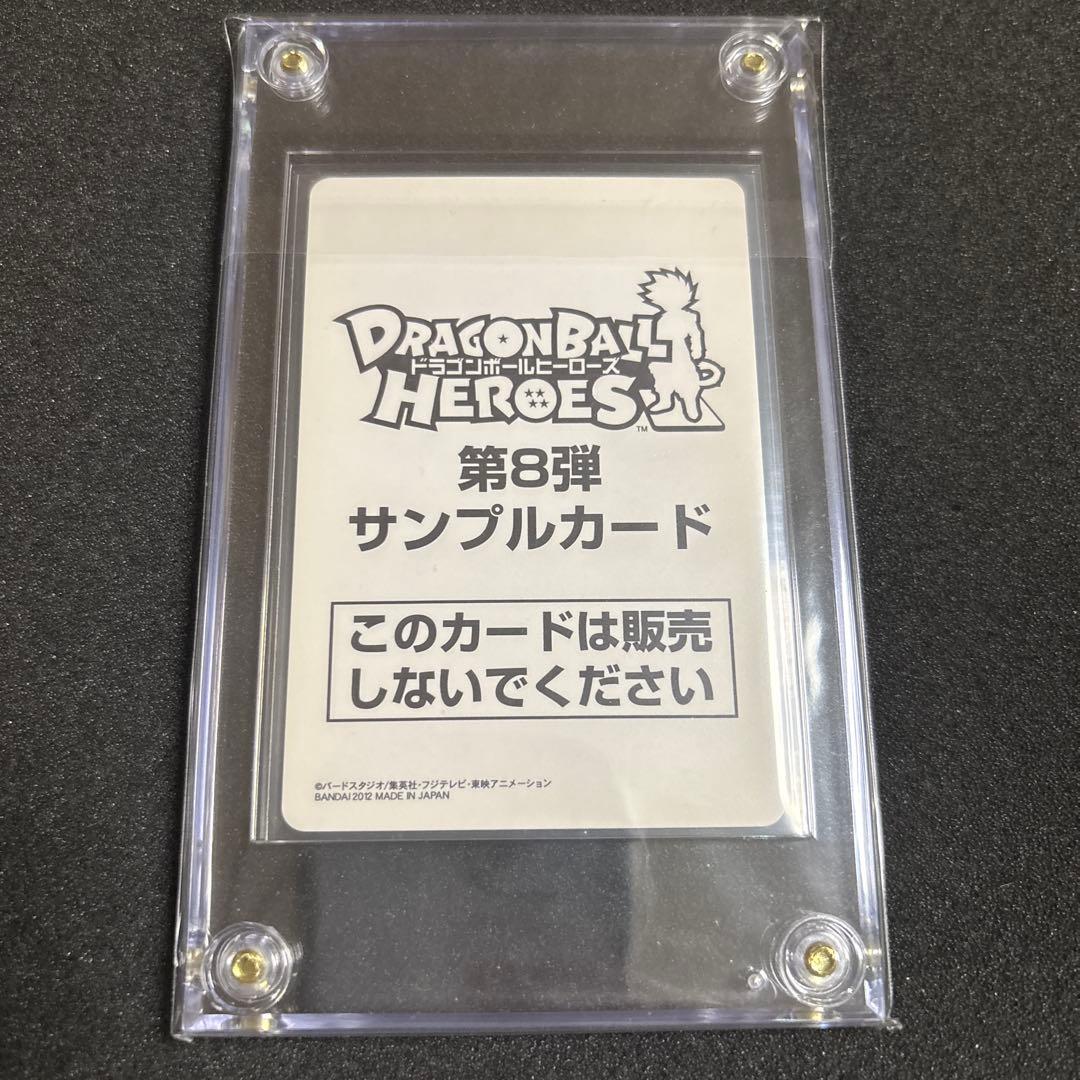 DRAGONBALL
ドラゴンボールヒーローズ
HEROES
TM
第8弾
サンプルカード
このカードは販売
しないでください
©バードスタジオ/集英社・フジテレビ・東映アニメーション
BANDAI 2012 MADE IN JAPAN